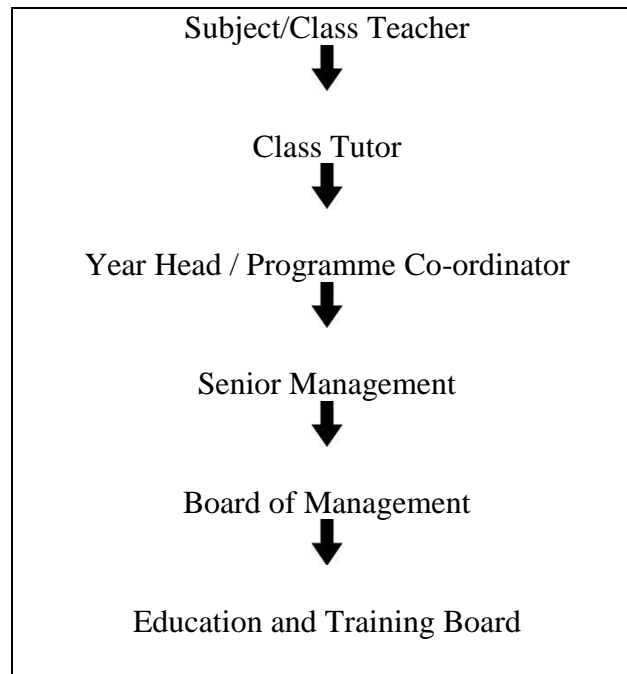 Subject/Class Teacher
Class Tutor
Year Head / Programme Co-ordinator
Senior Management
Board of Management
Education and Training Board